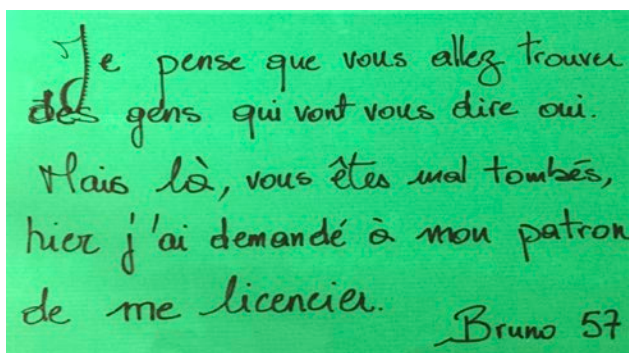 Je pense que vous allez trouver
des gens qui vont vous dire oui.
Mais là, vous êtes mal tombés,
hier j'ai demandé à mon patron
de me licencier.
Bruno 57